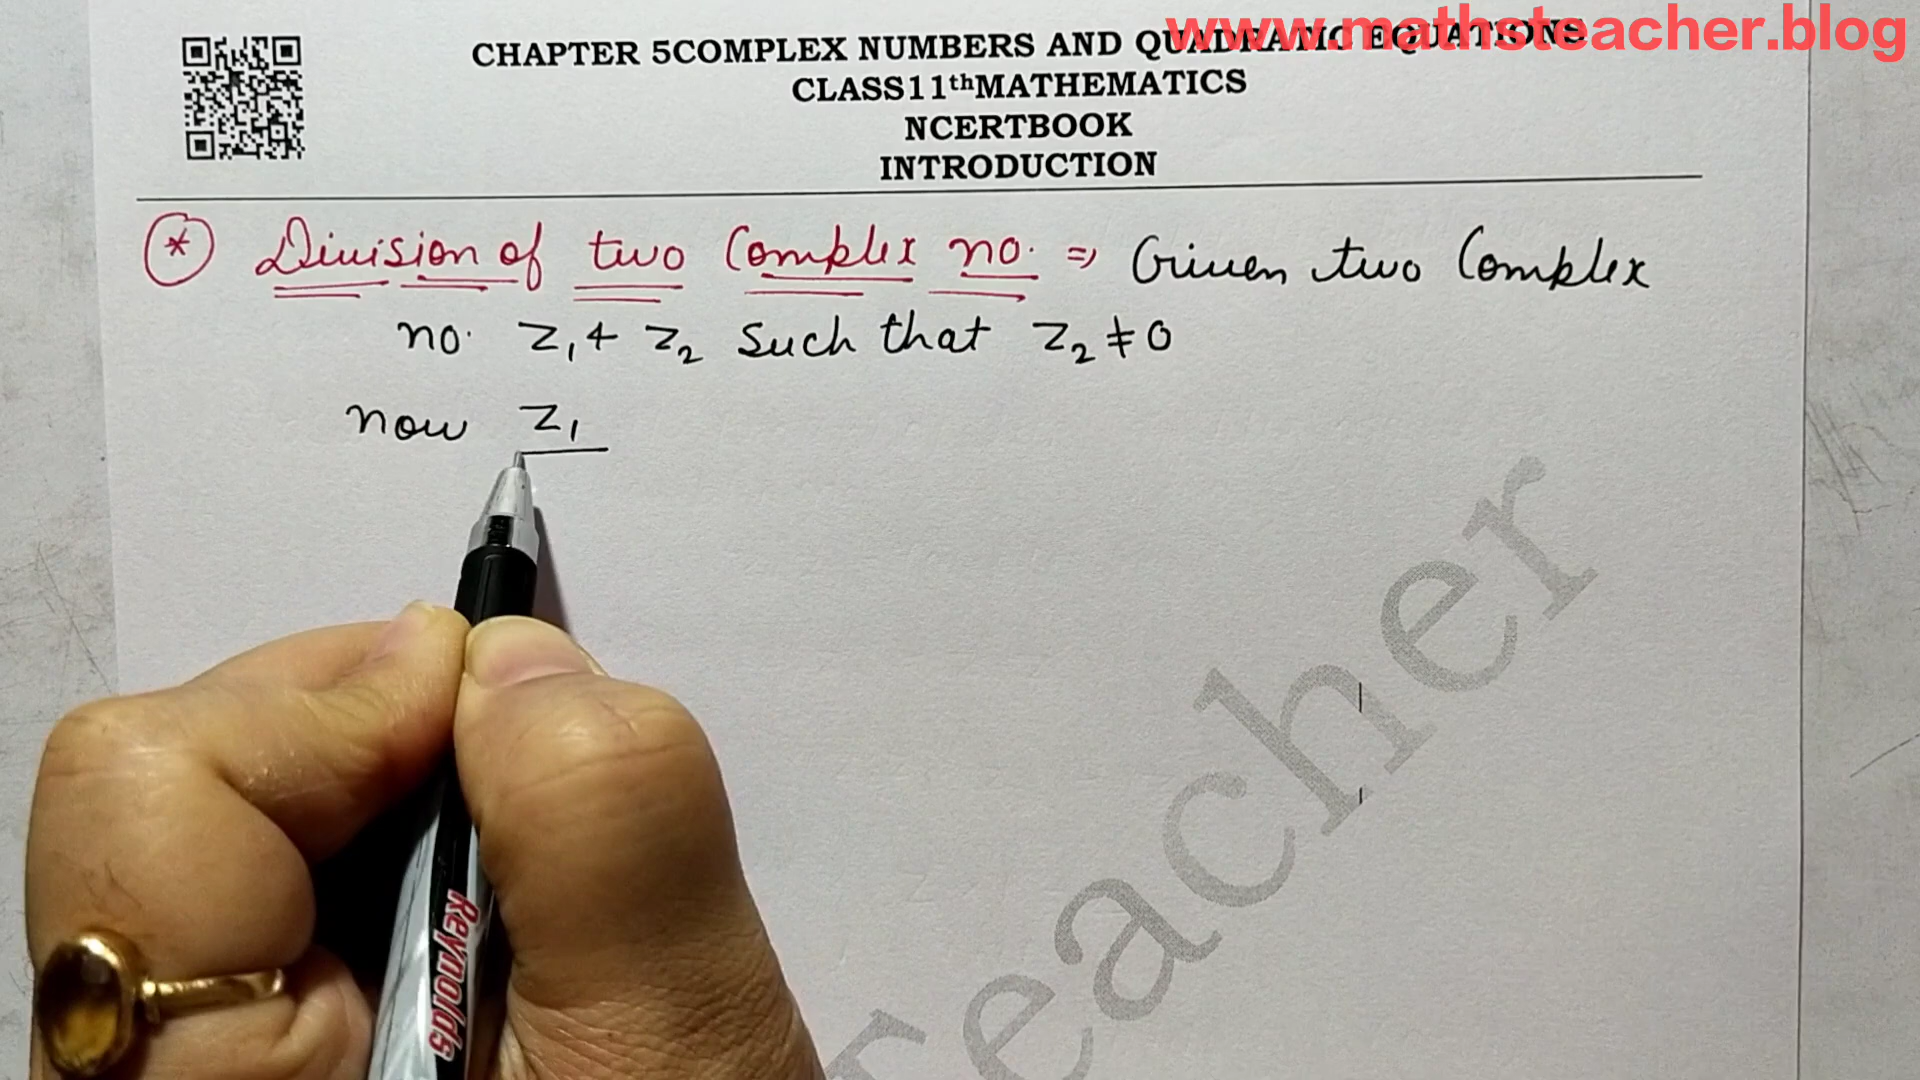 www.mathsteacher.blog
CHAPTER 5COMPLEX NUMBERS AND QUADRATIC EQUATIONS
CLASS11thMATHEMATICS
NCERTBOOK
INTRODUCTION
* Division of two Complex no. ⇒ Given two Complex
no. Z₁ & Z₂ such that Z₂ ≠ 0
now Z₁
eacher
Reynolds